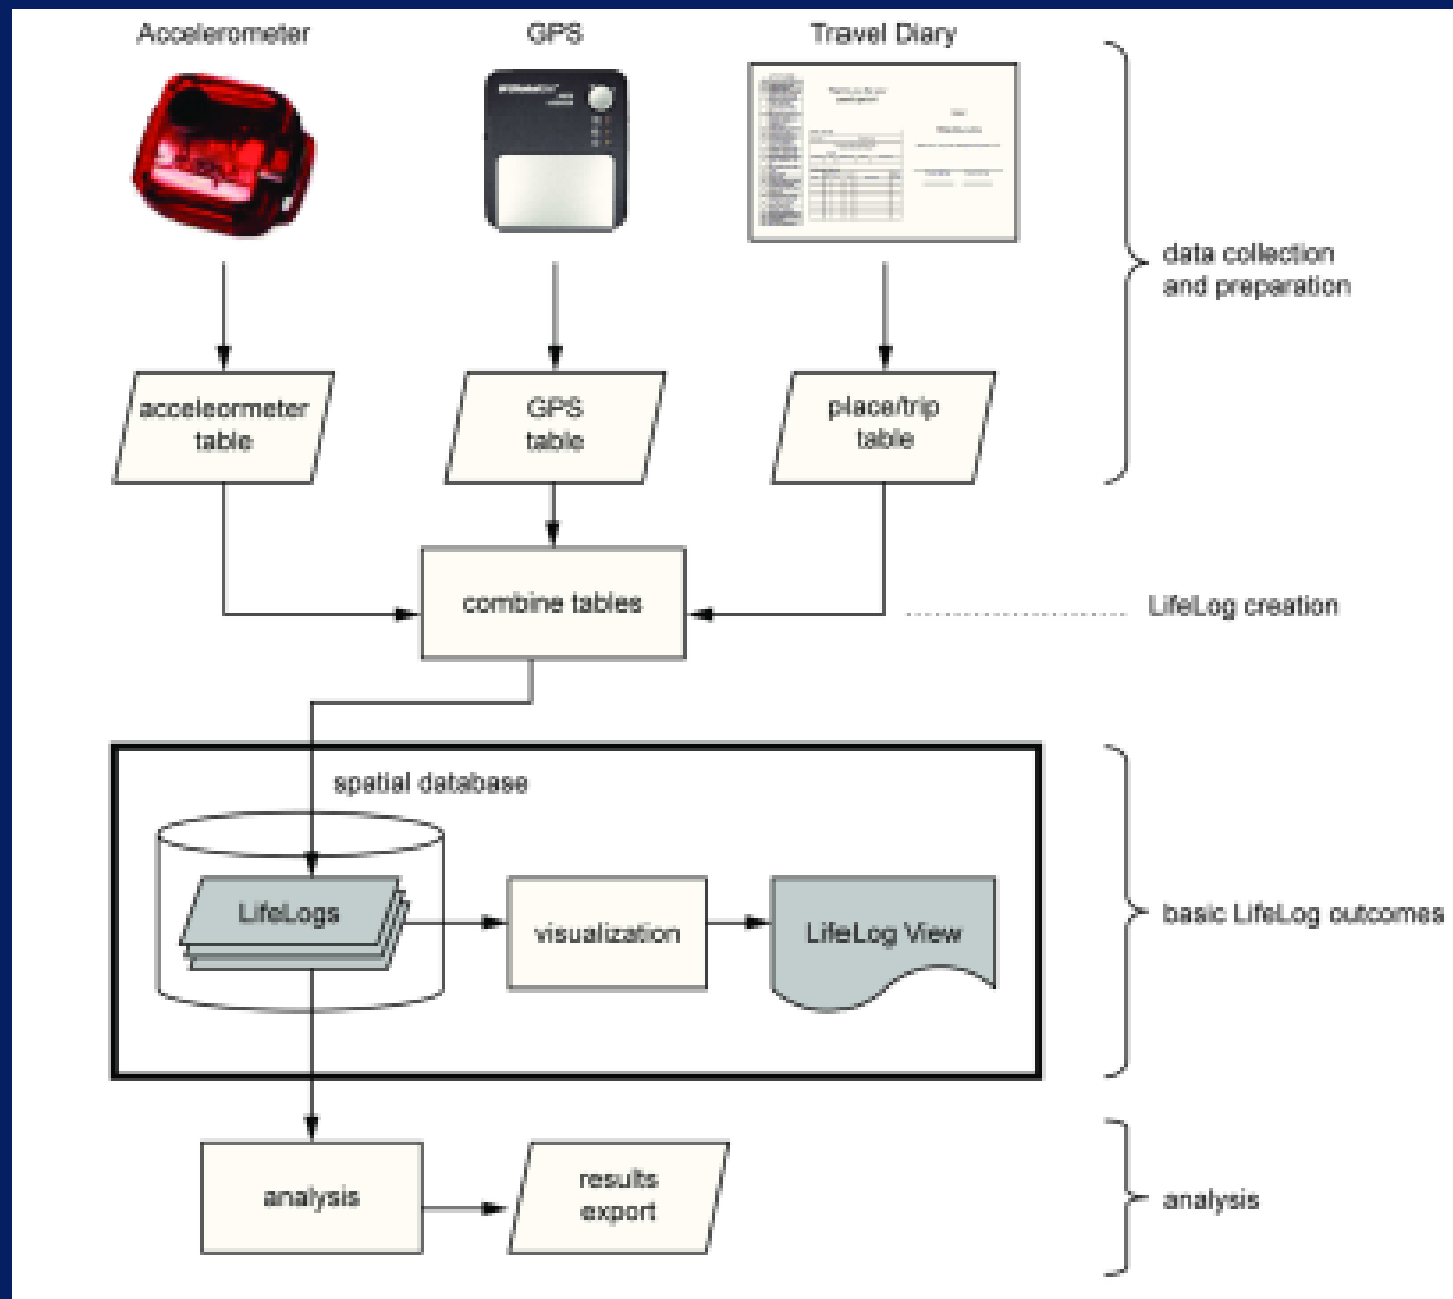 Accelerometer
GPS
Travel Diary
data collection
and preparation
acceleormeter
table
GPS
table
place/trip
table
combine tables
LifeLog creation
spatial database
LifeLogs
visualization
LifeLog View
basic LifeLog outcomes
analysis
results
export
analysis